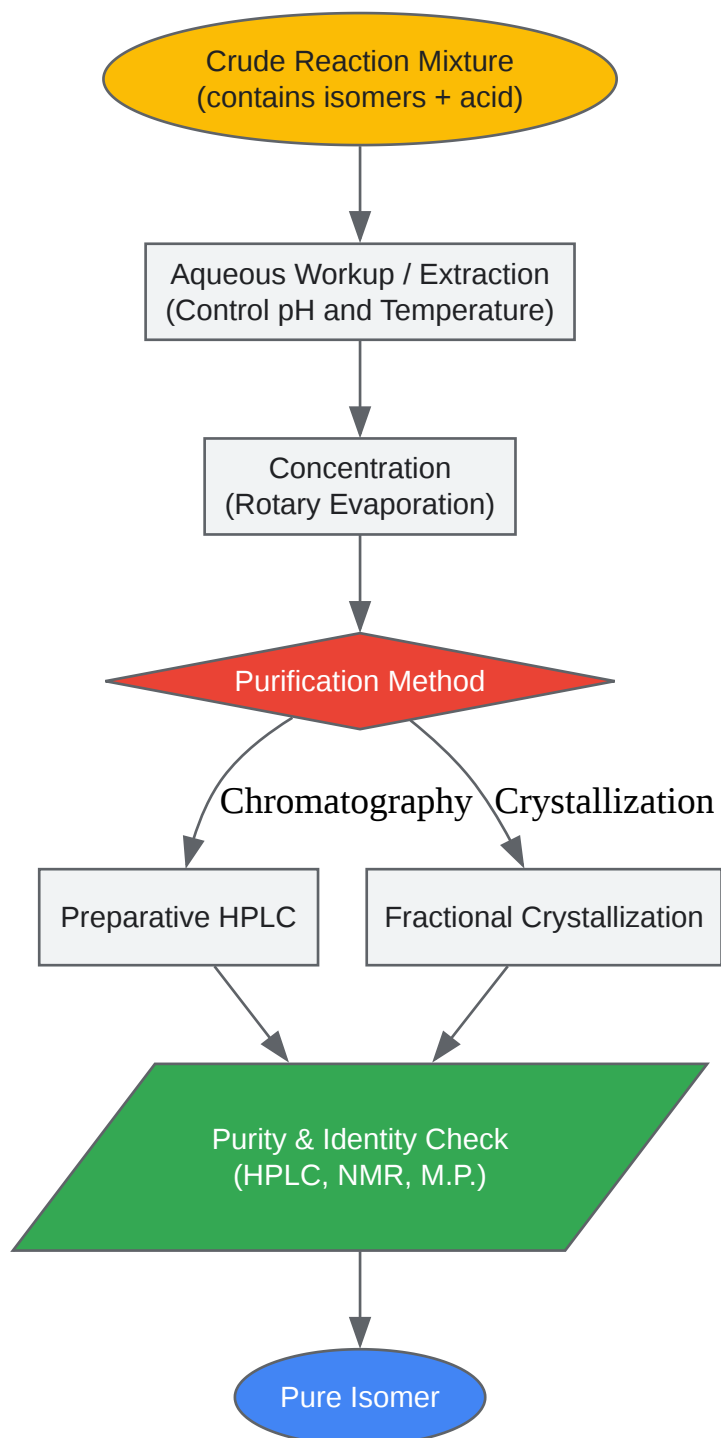 Crude Reaction Mixture
(contains isomers + acid)
Aqueous Workup / Extraction
(Control pH and Temperature)
Concentration
(Rotary Evaporation)
Purification Method
Chromatography
Crystallization
Preparative HPLC
Fractional Crystallization
Purity & Identity Check
(HPLC, NMR, M.P.)
Pure Isomer